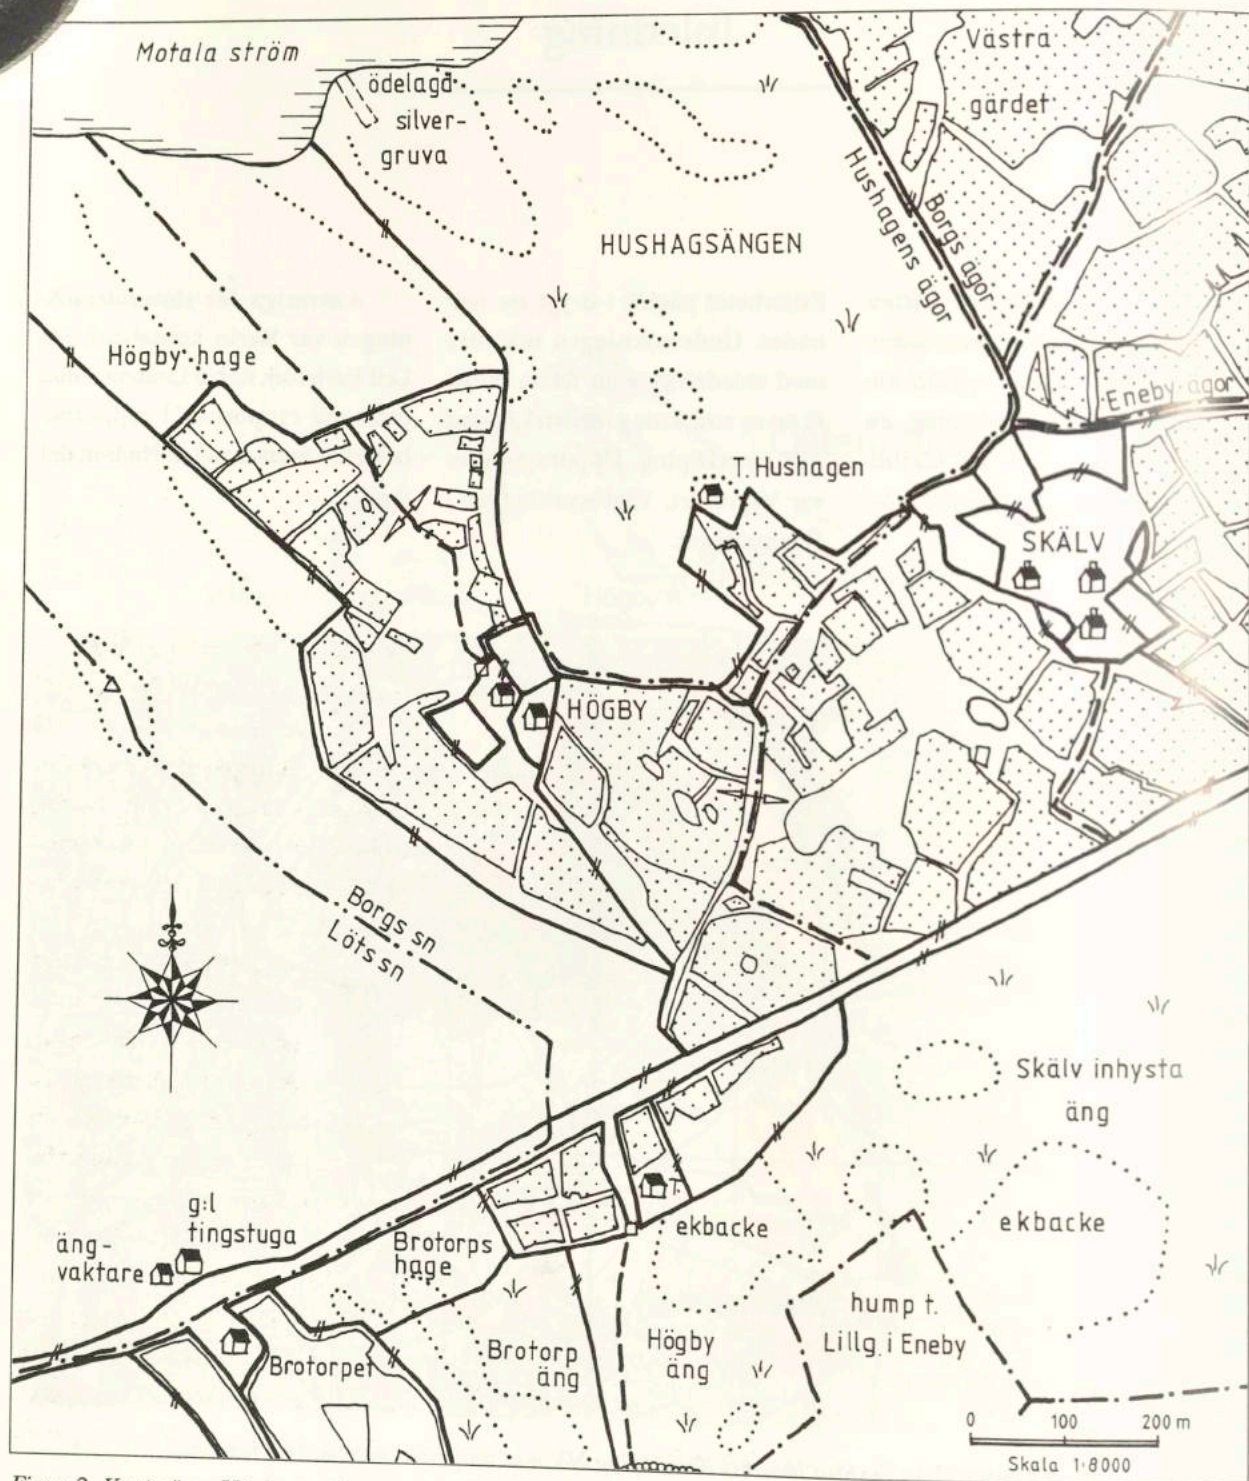 Motala ström
ödelagd
silver-
gruva
Västra
gärdet
HUSHAGSÄNGEN
Hushagens ägor
Borgs ägor
Högby hage
Eneby ägor
T. Hushagen
SKÄLV
HÖGBY
Borgs sn
Löts sn
Skälv inhysta
äng
g:l
tingstuga
äng-
vaktare
Brotorps
hage
T.
ekbacke
ekbacke
hump t.
Lillg. i Eneby
Brotorpet
Brotorp
äng
Högby
äng
0 100 200 m
Skala 1:8000